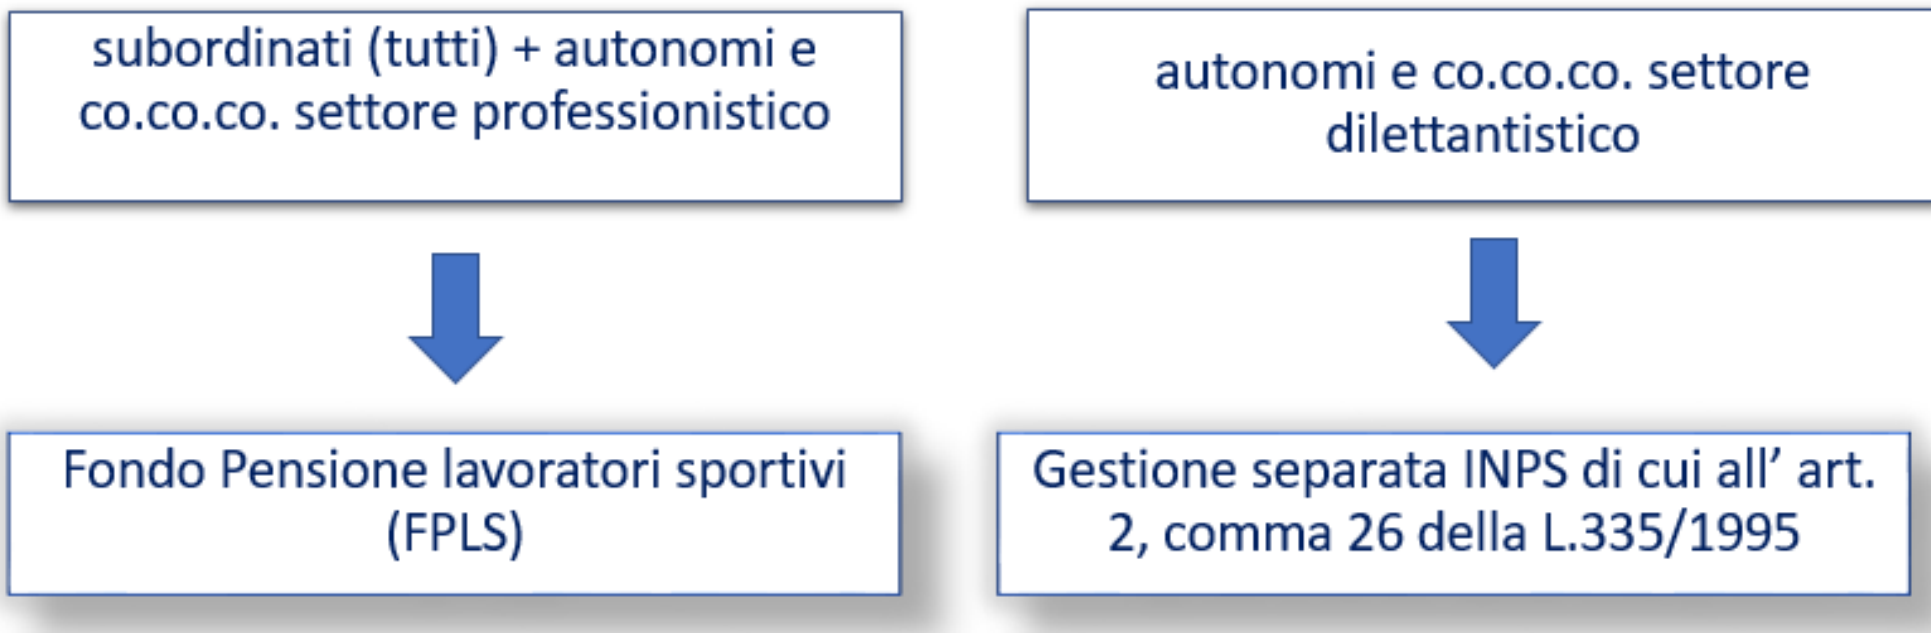 subordinati (tutti) + autonomi e
co.co.co. settore professionistico
autonomi e co.co.co. settore
dilettantistico
Fondo Pensione lavoratori sportivi
(FPLS)
Gestione separata INPS di cui all’ art.
2, comma 26 della L.335/1995